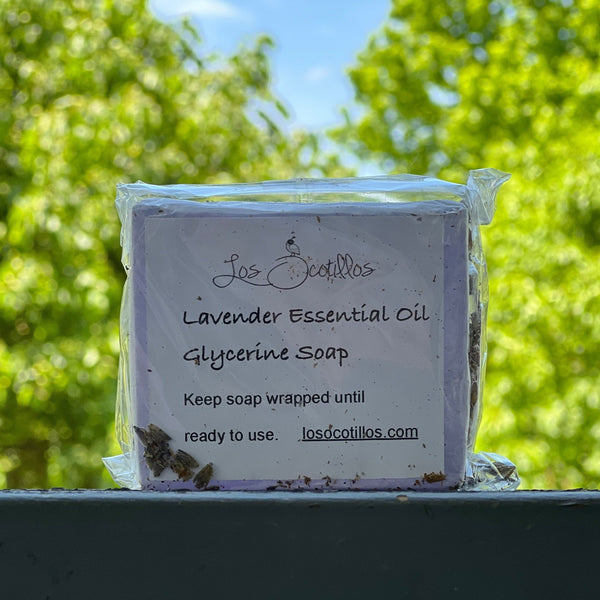 Los Ocotillos
Lavender Essential Oil
Glycerine Soap
Keep soap wrapped until
ready to use. losocotillos.com